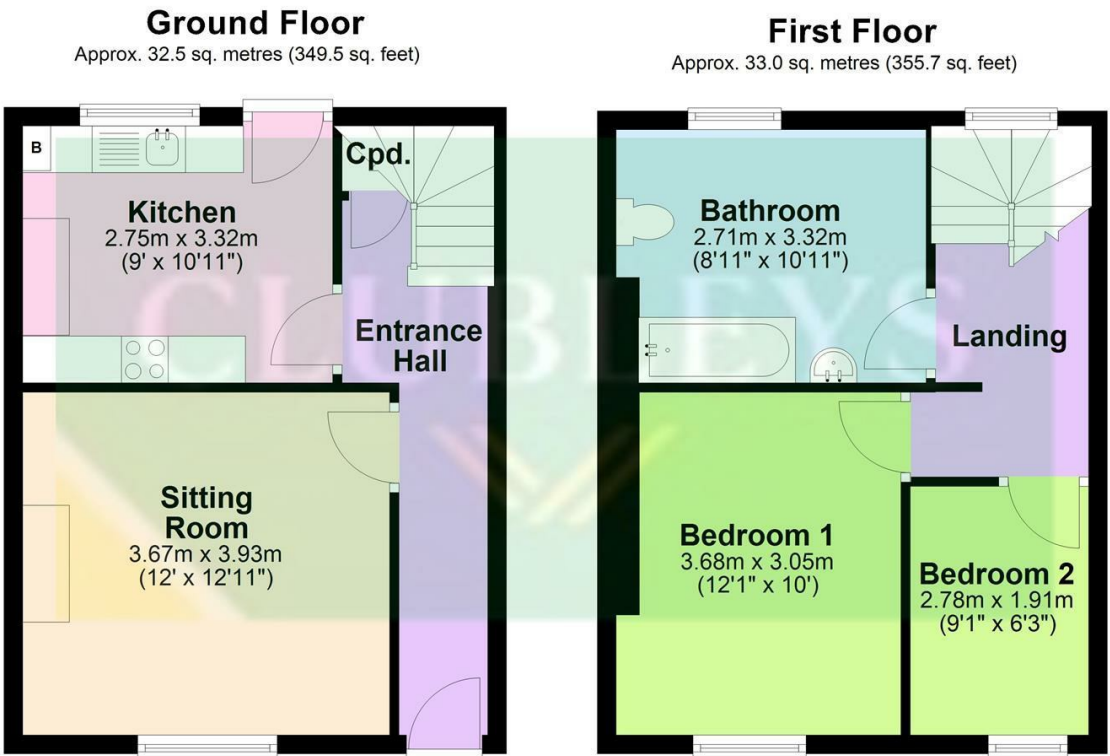 Ground Floor
Approx. 32.5 sq. metres (349.5 sq. feet)
B
Cpd.
Kitchen
2.75m x 3.32m
(9' x 10'11")
Entrance
Hall
Sitting
Room
3.67m x 3.93m
(12' x 12'11")
First Floor
Approx. 33.0 sq. metres (355.7 sq. feet)
Bathroom
2.71m x 3.32m
(8'11" x 10'11")
Landing
Bedroom 1
3.68m x 3.05m
(12'1" x 10')
Bedroom 2
2.78m x 1.91m
(9'1" x 6'3")
CLUBLEYS